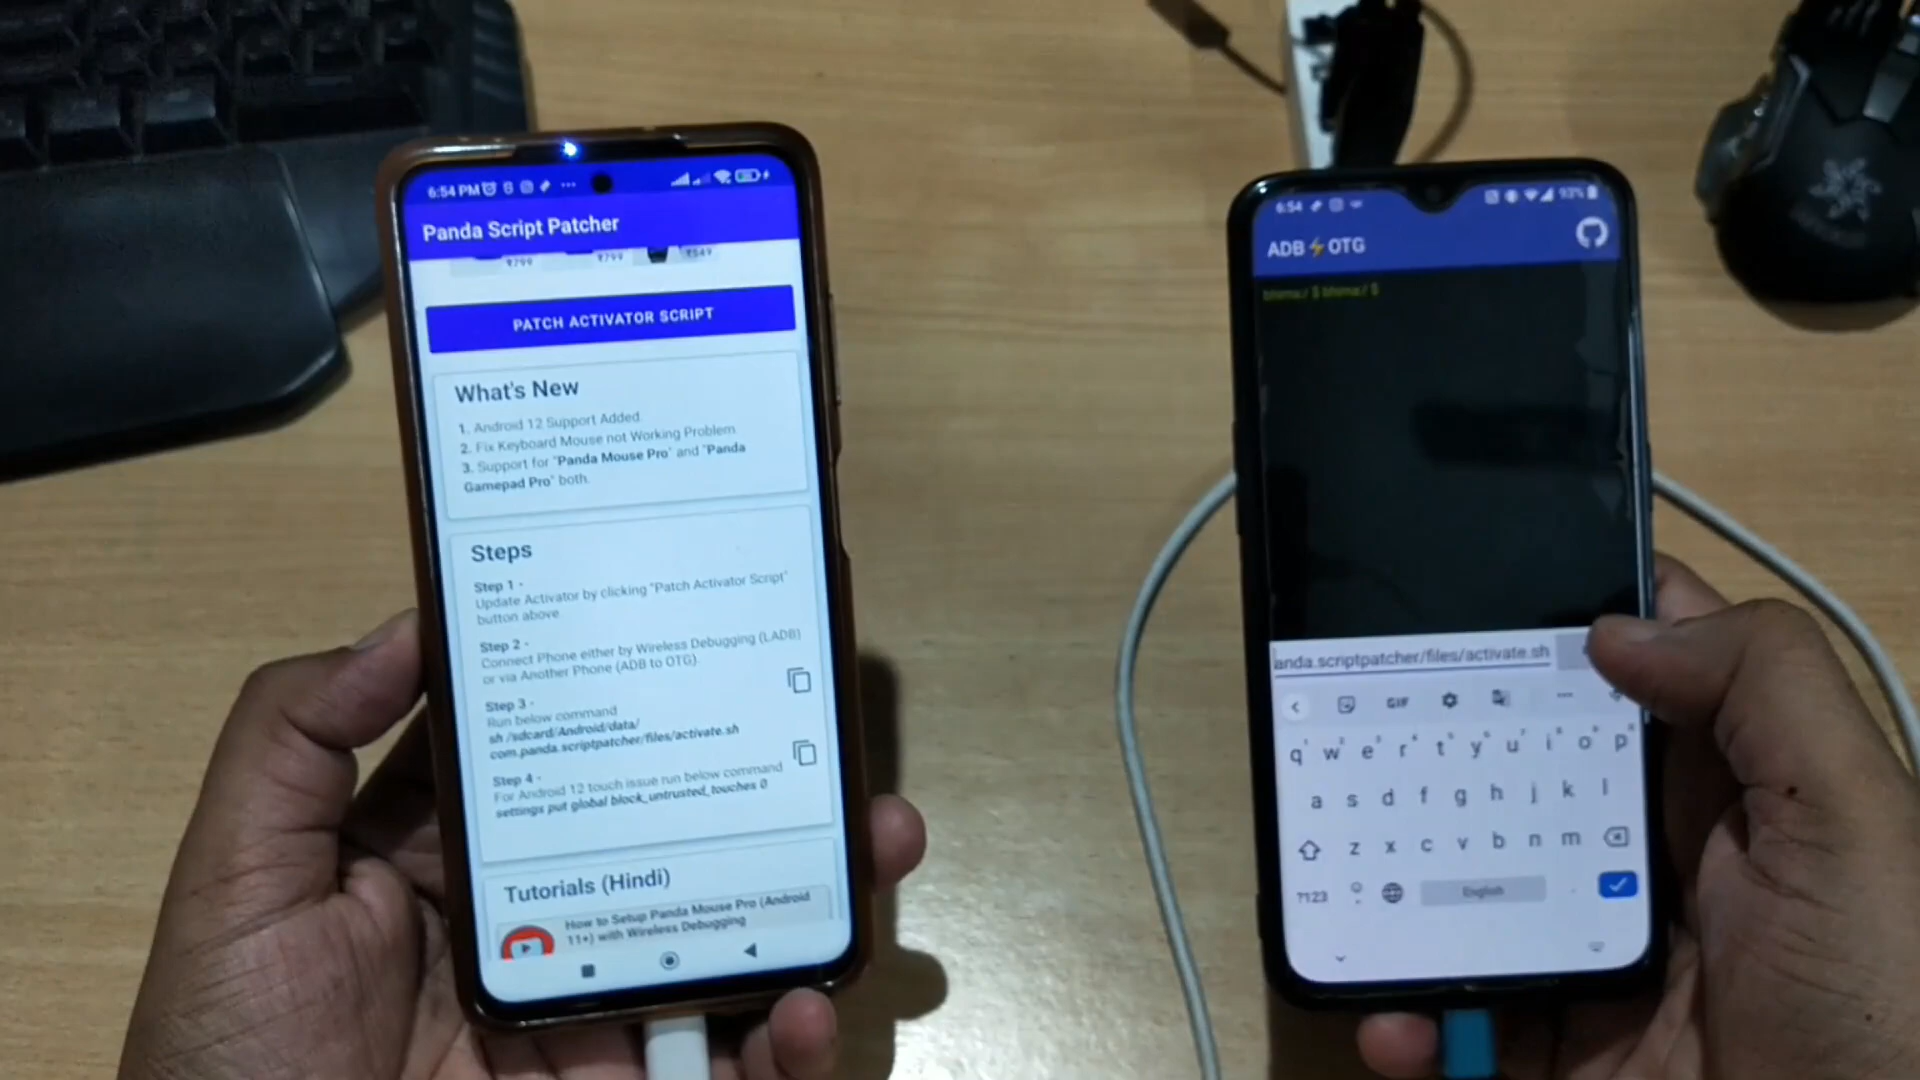 6:54 PM
Panda Script Patcher
₹799
₹799
₹549
PATCH ACTIVATOR SCRIPT
What's New
1. Android 12 Support Added.
2. Fix Keyboard Mouse not Working Problem.
3. Support for "Panda Mouse Pro" and "Panda
Gamepad Pro" both.
Steps
Step 1 -
Update Activator by clicking "Patch Activator Script"
button above.
Step 2 -
Connect Phone either by Wireless Debugging (LADB)
or via Another Phone (ADB to OTG).
Step 3 -
Run below command
sh /sdcard/Android/data/
com.panda.scriptpatcher/files/activate.sh
Step 4 -
For Android 12 touch issue run below command
settings put global block_untrusted_touches 0
Tutorials (Hindi)
How to Setup Panda Mouse Pro (Android
11+) with Wireless Debugging
6:54
93%
ADB⚡OTG
bhima:/ $ bhima:/ $
anda.scriptpatcher/files/activate.sh
GIF
q w e r t y u i o p
a s d f g h j k l
z x c v b n m
?123
English